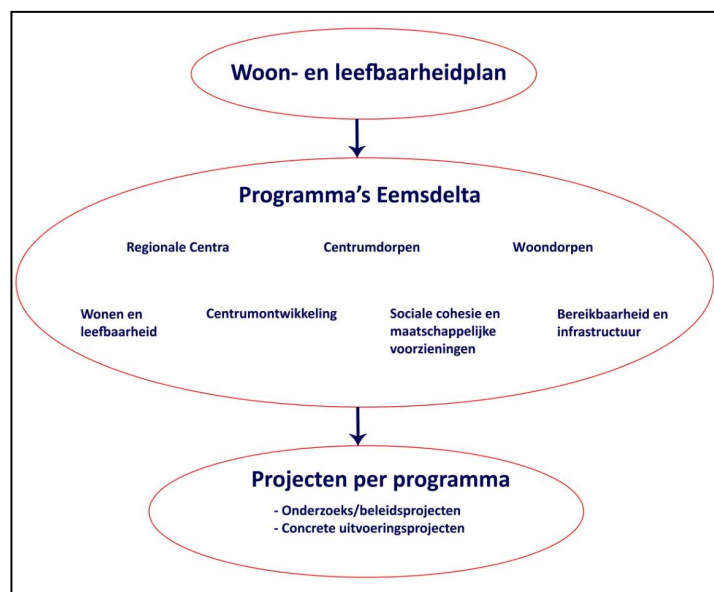 Woon- en leefbaarheidplan
Programma's Eemsdelta
Regionale Centra
Centrumdorpen
Woondorpen
Wonen en
leefbaarheid
Centrumontwikkeling
Sociale cohesie en
maatschappelijke
voorzieningen
Bereikbaarheid en
infrastructuur
Projecten per programma
- Onderzoeks/beleidsprojecten
- Concrete uitvoeringsprojecten